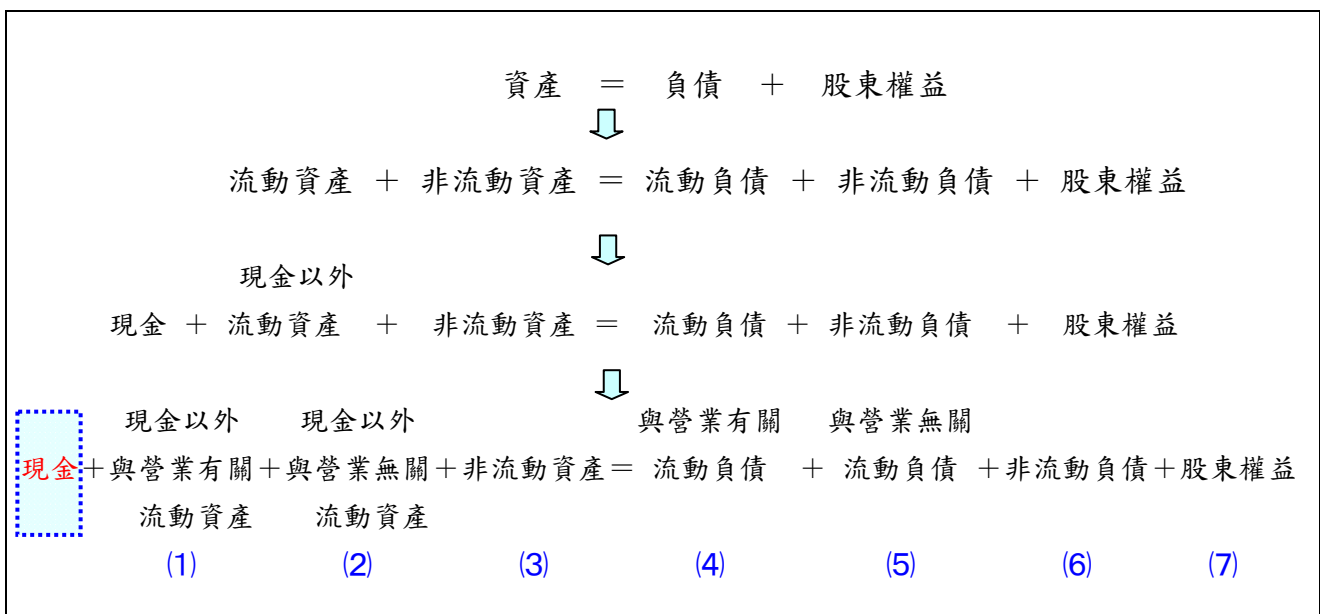 資產 ＝ 負債 ＋ 股東權益
流動資產 ＋ 非流動資產 ＝ 流動負債 ＋ 非流動負債 ＋ 股東權益
現金以外
現金 ＋ 流動資產 ＋ 非流動資產 ＝ 流動負債 ＋ 非流動負債 ＋ 股東權益
現金以外 現金以外 與營業有關 與營業無關
現金＋與營業有關＋與營業無關＋非流動資產＝ 流動負債 ＋ 流動負債 ＋非流動負債＋股東權益
流動資產 流動資產
(1) (2) (3) (4) (5) (6) (7)